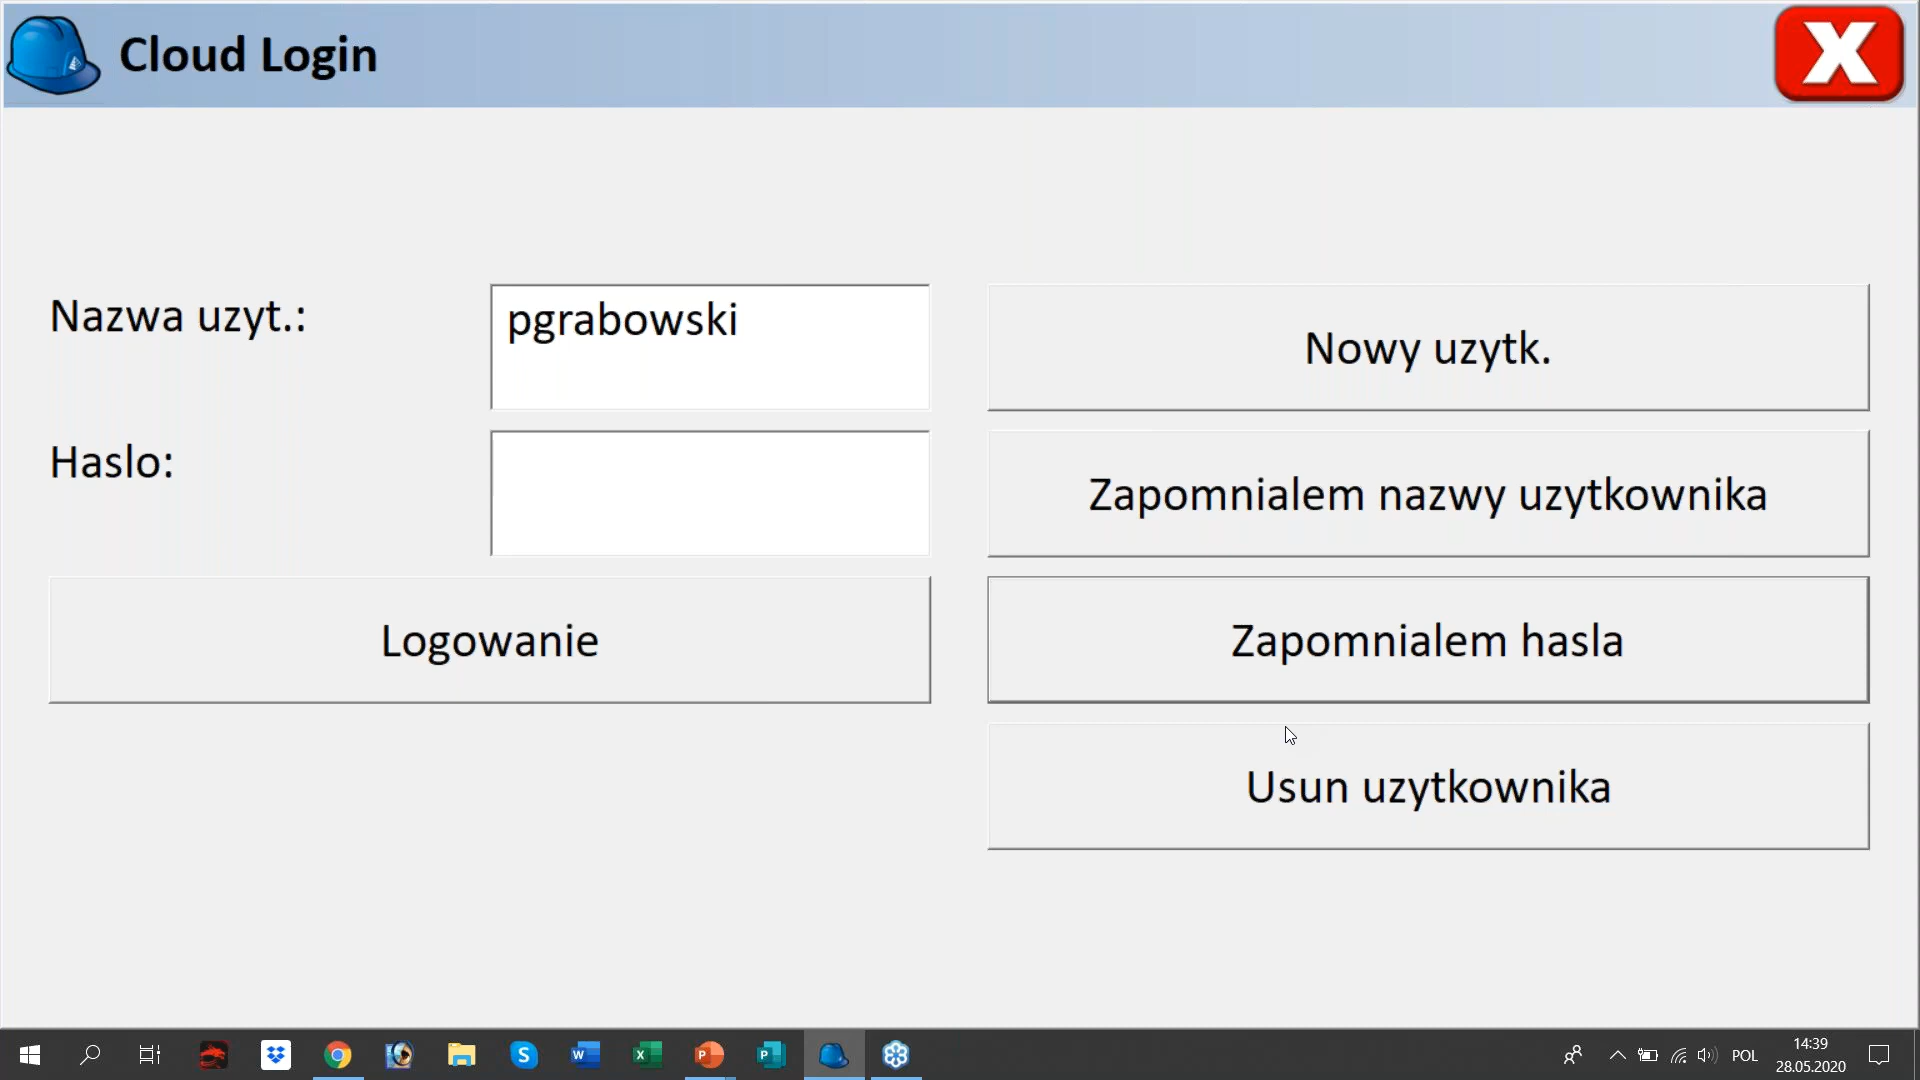 Cloud Login
X
Nazwa uzyt.:
pgrabowski
Nowy uzytk.
Haslo:
Zapomnialem nazwy uzytkownika
Logowanie
Zapomnialem hasla
Usun uzytkownika
POL
14:39
28.05.2020